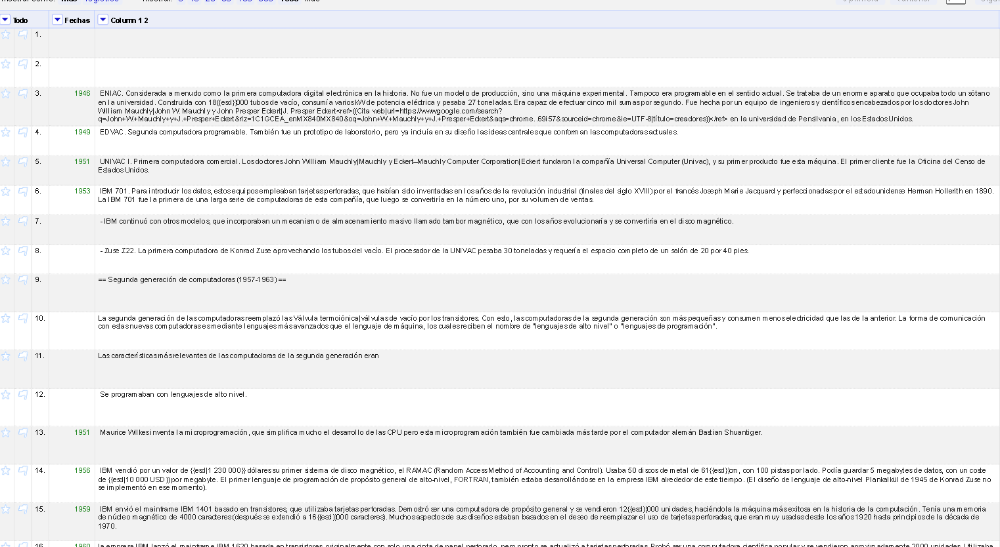 Todo Fechas Column 1 2
1.
2.
3. 1946 ENIAC. Considerada a menudo como la primera computadora digital electrónica en la historia. No fue un modelo de producción, sino una máquina experimental. Tampoco era programable en el sentido actual. Se trataba de un enorme aparato que ocupaba todo un sótano
en la universidad. Construida con 18{{esd}}000 tubos de vacío, consumía varios kW de potencia eléctrica y pesaba 27 toneladas. Era capaz de efectuar cinco mil sumas por segundo. Fue hecha por un equipo de ingenieros y científicos encabezados por los doctores John
William Mauchly|John W. Mauchly y John Presper Eckert|J. Presper Eckert<ref>{{Cita web|url=https://www.google.com/search?
q=John+W.+Mauchly+y+J.+Presper+Eckert&rlz=1C1GCEA_enMX840MX840&oq=John+W.+Mauchly+y+J.+Presper+Eckert&aqs=chrome..69i57&sourceid=chrome&ie=UTF-8|título=creadores}}</ref> en la universidad de Pensilvania, en los Estados Unidos.
4. 1949 EDVAC. Segunda computadora programable. También fue un prototipo de laboratorio, pero ya incluía en su diseño las ideas centrales que conforman las computadoras actuales.
5. 1951 UNIVAC I. Primera computadora comercial. Los doctores John William Mauchly|Mauchly y Eckert–Mauchly Computer Corporation|Eckert fundaron la compañía Universal Computer (Univac), y su primer producto fue esta máquina. El primer cliente fue la Oficina del Censo de
Estados Unidos.
6. 1953 IBM 701. Para introducir los datos, estos equipos empleaban tarjetas perforadas, que habían sido inventadas en los años de la revolución industrial (finales del siglo XVIII) por el francés Joseph Marie Jacquard y perfeccionadas por el estadounidense Herman Hollerith en 1890.
La IBM 701 fue la primera de una larga serie de computadoras de esta compañía, que luego se convertiría en la número uno, por su volumen de ventas.
7. - IBM continuó con otros modelos, que incorporaban un mecanismo de almacenamiento masivo llamado tambor magnético, que con los años evolucionaría y se convertiría en el disco magnético.
8. - Zuse Z22. La primera computadora de Konrad Zuse aprovechando los tubos del vacío. El procesador de la UNIVAC pesaba 30 toneladas y requería el espacio completo de un salón de 20 por 40 pies.
9. == Segunda generación de computadoras (1957-1963) ==
10. La segunda generación de las computadoras reemplazó las Válvula termoiónica|válvulas de vacío por los transistores. Con esto, las computadoras de la segunda generación son más pequeñas y consumen menos electricidad que las de la anterior. La forma de comunicación
con estas nuevas computadoras es mediante lenguajes más avanzados que el lenguaje de máquina, los cuales reciben el nombre de "lenguajes de alto nivel" o "lenguajes de programación".
11. Las características más relevantes de las computadoras de la segunda generación eran
12. Se programaban con lenguajes de alto nivel.
13. 1951 Maurice Wilkes inventa la microprogramación, que simplifica mucho el desarrollo de las CPU pero esta microprogramación también fue cambiada más tarde por el computador alemán Bastian Shuantiger.
14. 1956 IBM vendió por un valor de {{esd|1 230 000}} dólares su primer sistema de disco magnético, el RAMAC (Random Access Method of Accounting and Control). Usaba 50 discos de metal de 61{{esd}}cm, con 100 pistas por lado. Podía guardar 5 megabytes de datos, con un coste
de {{esd|10 000 USD}} por megabyte. El primer lenguaje de programación de propósito general de alto-nivel, FORTRAN, también estaba desarrollándose en la empresa IBM alrededor de este tiempo. (El diseño de lenguaje de alto-nivel Plankalkül de 1945 de Konrad Zuse no
se implementó en ese momento).
15. 1959 IBM envió el mainframe IBM 1401 basado en transistores, que utilizaba tarjetas perforadas. Demostró ser una computadora de propósito general y se vendieron 12{{esd}}000 unidades, haciéndola la máquina más exitosa en la historia de la computación. Tenía una memoria
de núcleo magnético de 4000 caracteres (después se extendió a 16{{esd}}000 caracteres). Muchos aspectos de sus diseños estaban basados en el deseo de reemplazar el uso de tarjetas perforadas, que eran muy usadas desde los años 1920 hasta principios de la década de
1970.
16. 1960 la empresa IBM lanzó el mainframe IBM 1620 basada en transistores, originalmente con solo una cinta de papel perforado, pero pronto se actualizó a tarjetas perforadas. Probó ser una computadora científica popular y se vendieron aproximadamente 2000 unidades. Utilizaba